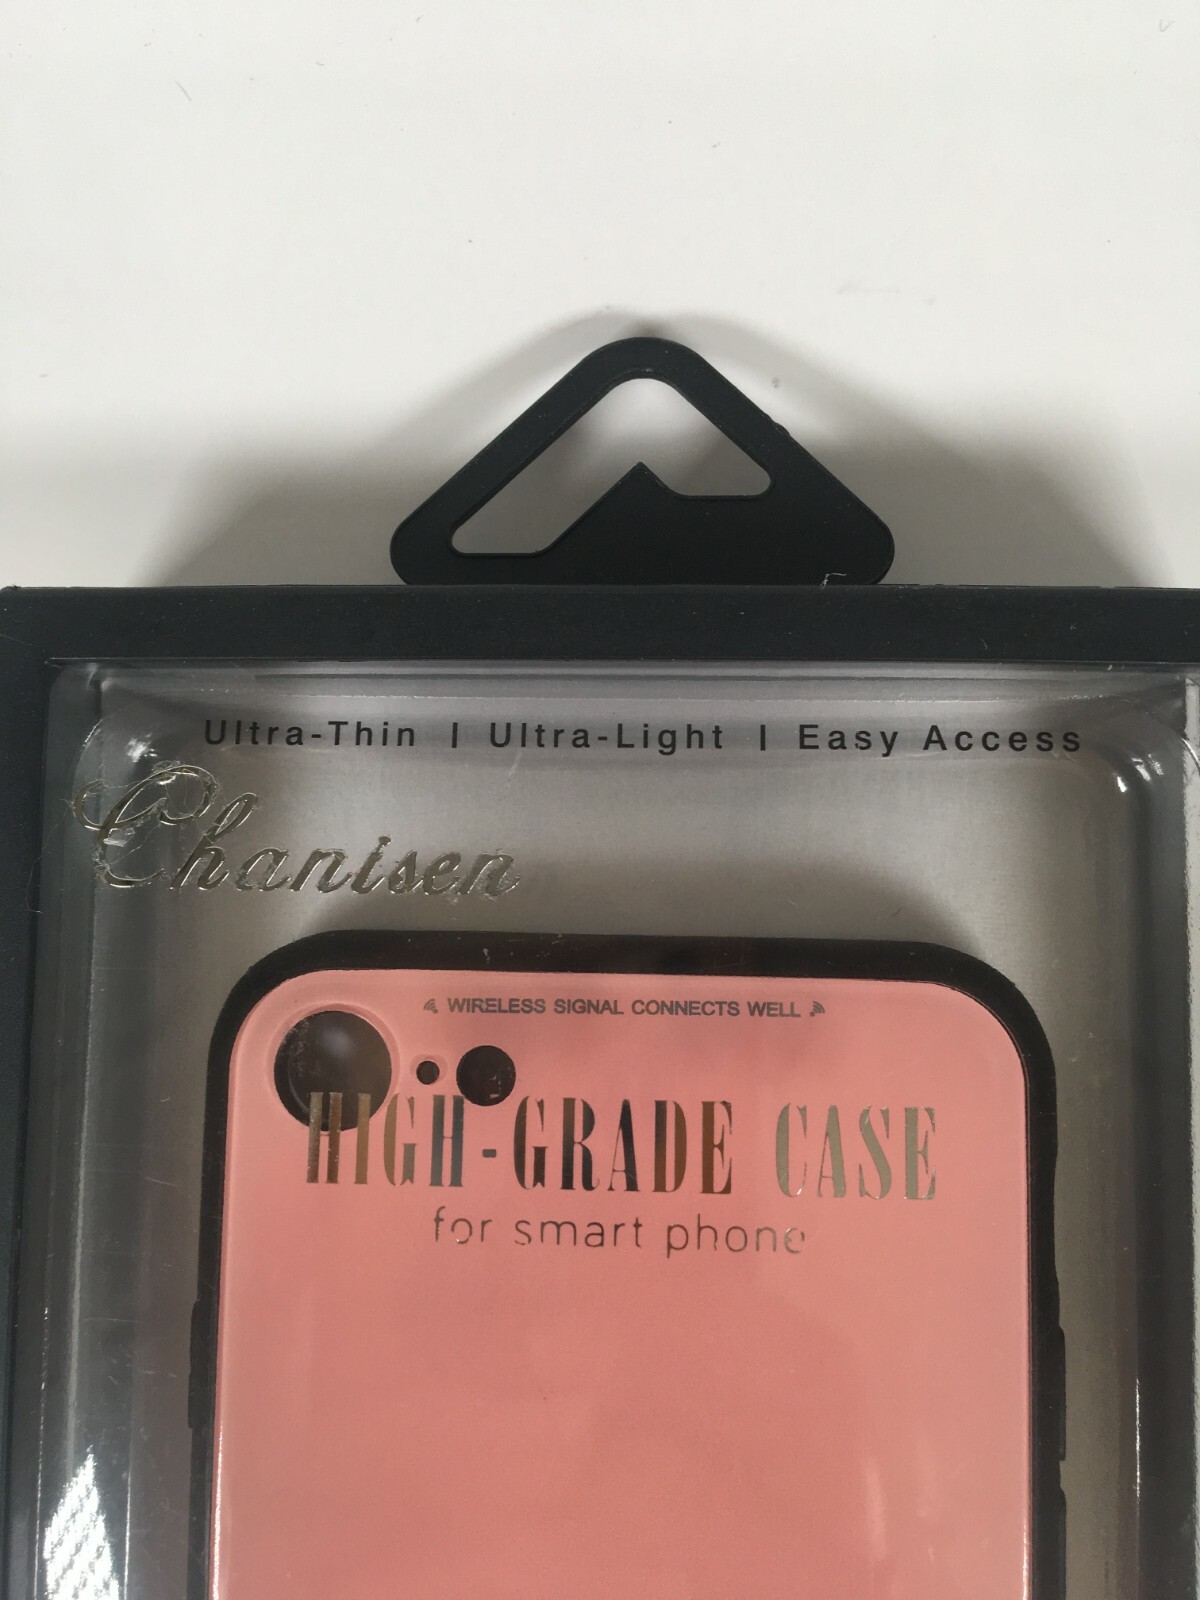 Ultra-Thin | Ultra-Light | Easy Access
Chanisen
WIRELESS SIGNAL CONNECTS WELL
HIGH-GRADE CASE
for smart phone